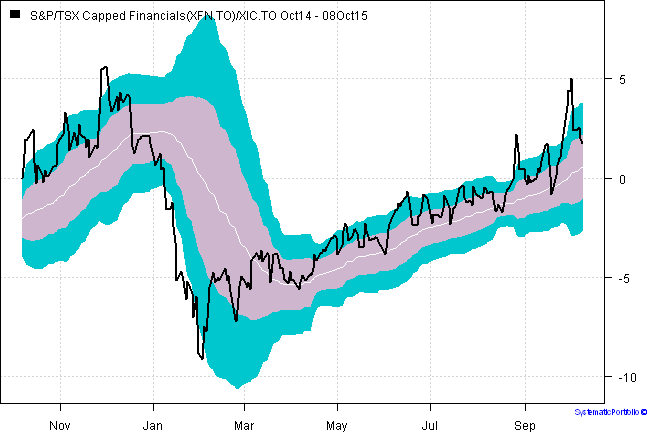 S&P/TSX Capped Financials(XFN.TO)/XIC.TO Oct14 - 08Oct15
5
0
-5
-10
Nov Jan Mar May Jul Sep
SystematicPortfolio ©